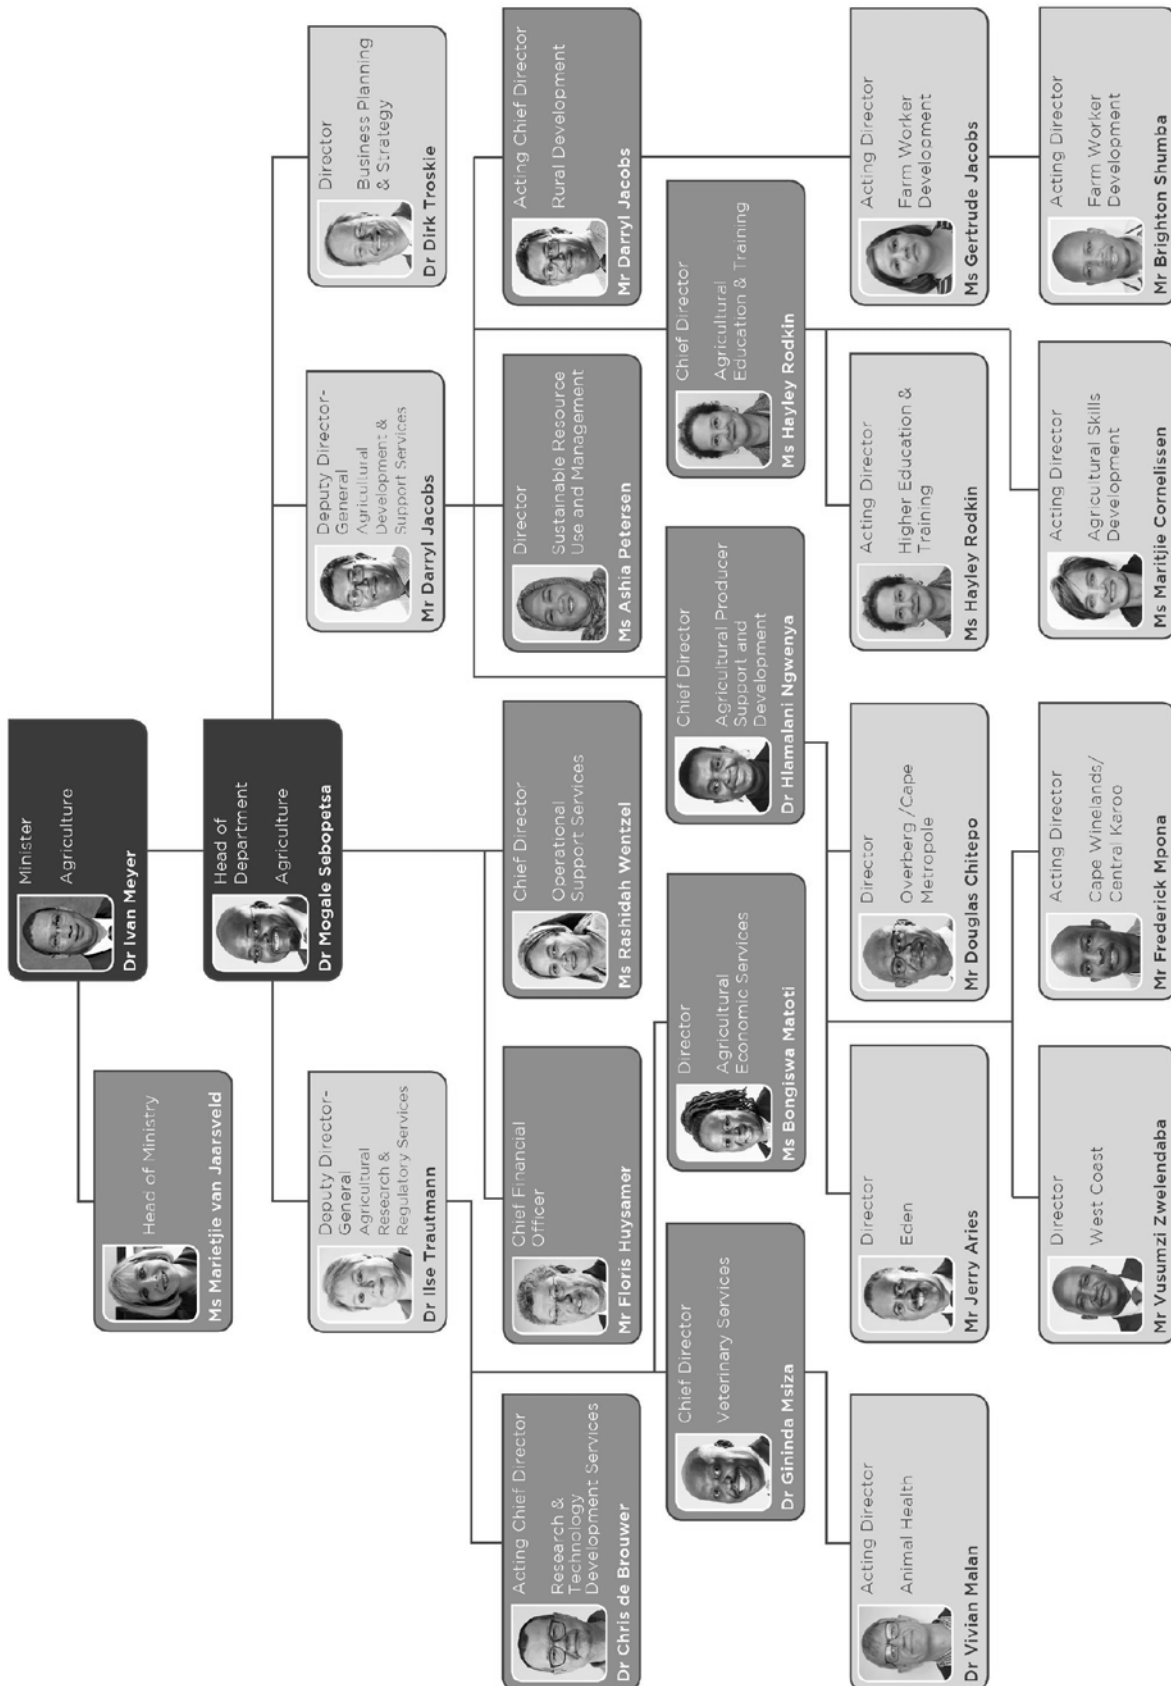 Minister
Agriculture
Dr Ivan Meyer
Head of Ministry
Ms Marietjie van Jaarsveld
Head of
Department
Agriculture
Dr Mogale Sebopetsa
Deputy Director-
General
Agricultural
Research &
Regulatory Services
Dr Ilse Trautmann
Deputy Director-
General
Agricultural
Development &
Support Services
Mr Darryl Jacobs
Director
Business Planning
& Strategy
Dr Dirk Troskie
Acting Chief Director
Research &
Technology
Development Services
Dr Chris de Brouwer
Chief Financial
Officer
Mr Floris Huysamer
Chief Director
Operational
Support Services
Ms Rashidah Wentzel
Director
Sustainable Resource
Use and Management
Ms Ashia Petersen
Acting Chief Director
Rural Development
Mr Darryl Jacobs
Chief Director
Veterinary Services
Dr Gininda Msiza
Director
Agricultural
Economic Services
Ms Bongiswa Matoti
Chief Director
Agricultural Producer
Support and
Development
Dr Hlamalani Ngwenya
Chief Director
Agricultural
Education & Training
Ms Hayley Rodkin
Acting Director
Animal Health
Dr Vivian Malan
Director
Eden
Mr Jerry Aries
Director
Overberg /Cape
Metropole
Mr Douglas Chitepo
Acting Director
Higher Education &
Training
Ms Hayley Rodkin
Acting Director
Farm Worker
Development
Ms Gertrude Jacobs
Director
West Coast
Mr Vusumzi Zwelendaba
Acting Director
Cape Winelands/
Central Karoo
Mr Frederick Mpona
Acting Director
Agricultural Skills
Development
Ms Maritjie Cornelissen
Acting Director
Farm Worker
Development
Mr Brighton Shumba